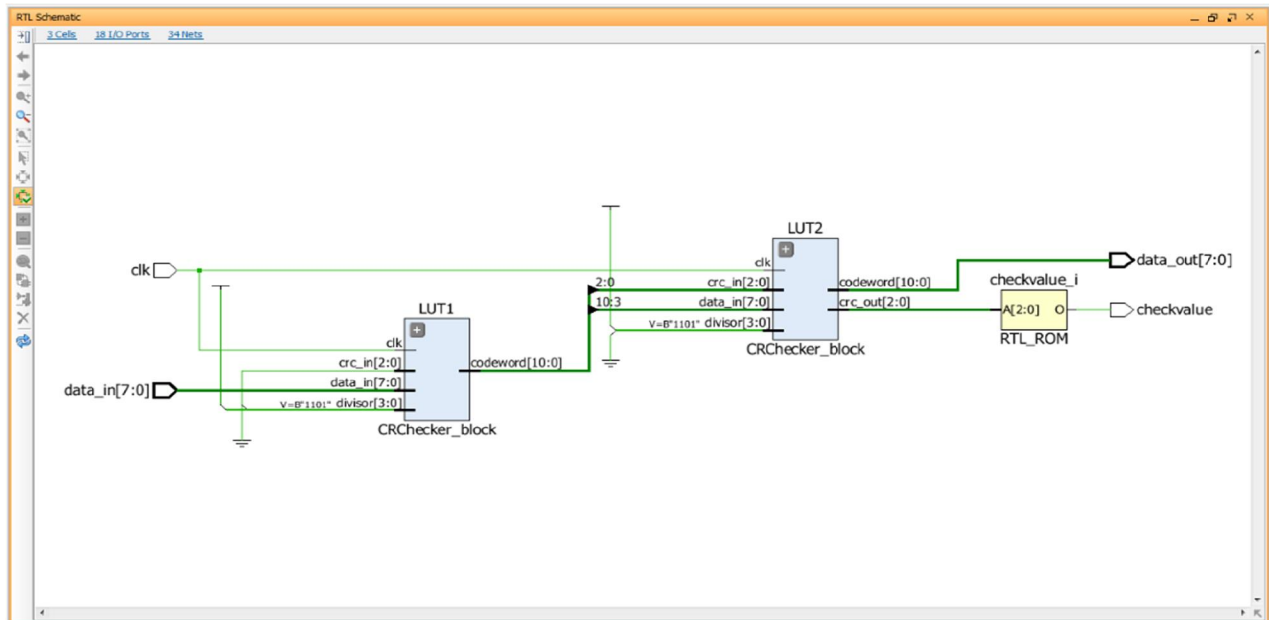 RTL Schematic
3 Cells 18 I/O Ports 34 Nets
LUT2
clk
clk
data_out[7:0]
2:0
crc_in[2:0]
codeword[10:0]
checkvalue_i
LUT1
10:3
data_in[7:0]
crc_out[2:0]
A[2:0] O
checkvalue
V=B"1101" divisor[3:0]
RTL_ROM
clk
CRChecker_block
crc_in[2:0]
codeword[10:0]
data_in[7:0]
data_in[7:0]
V=B"1101" divisor[3:0]
CRChecker_block